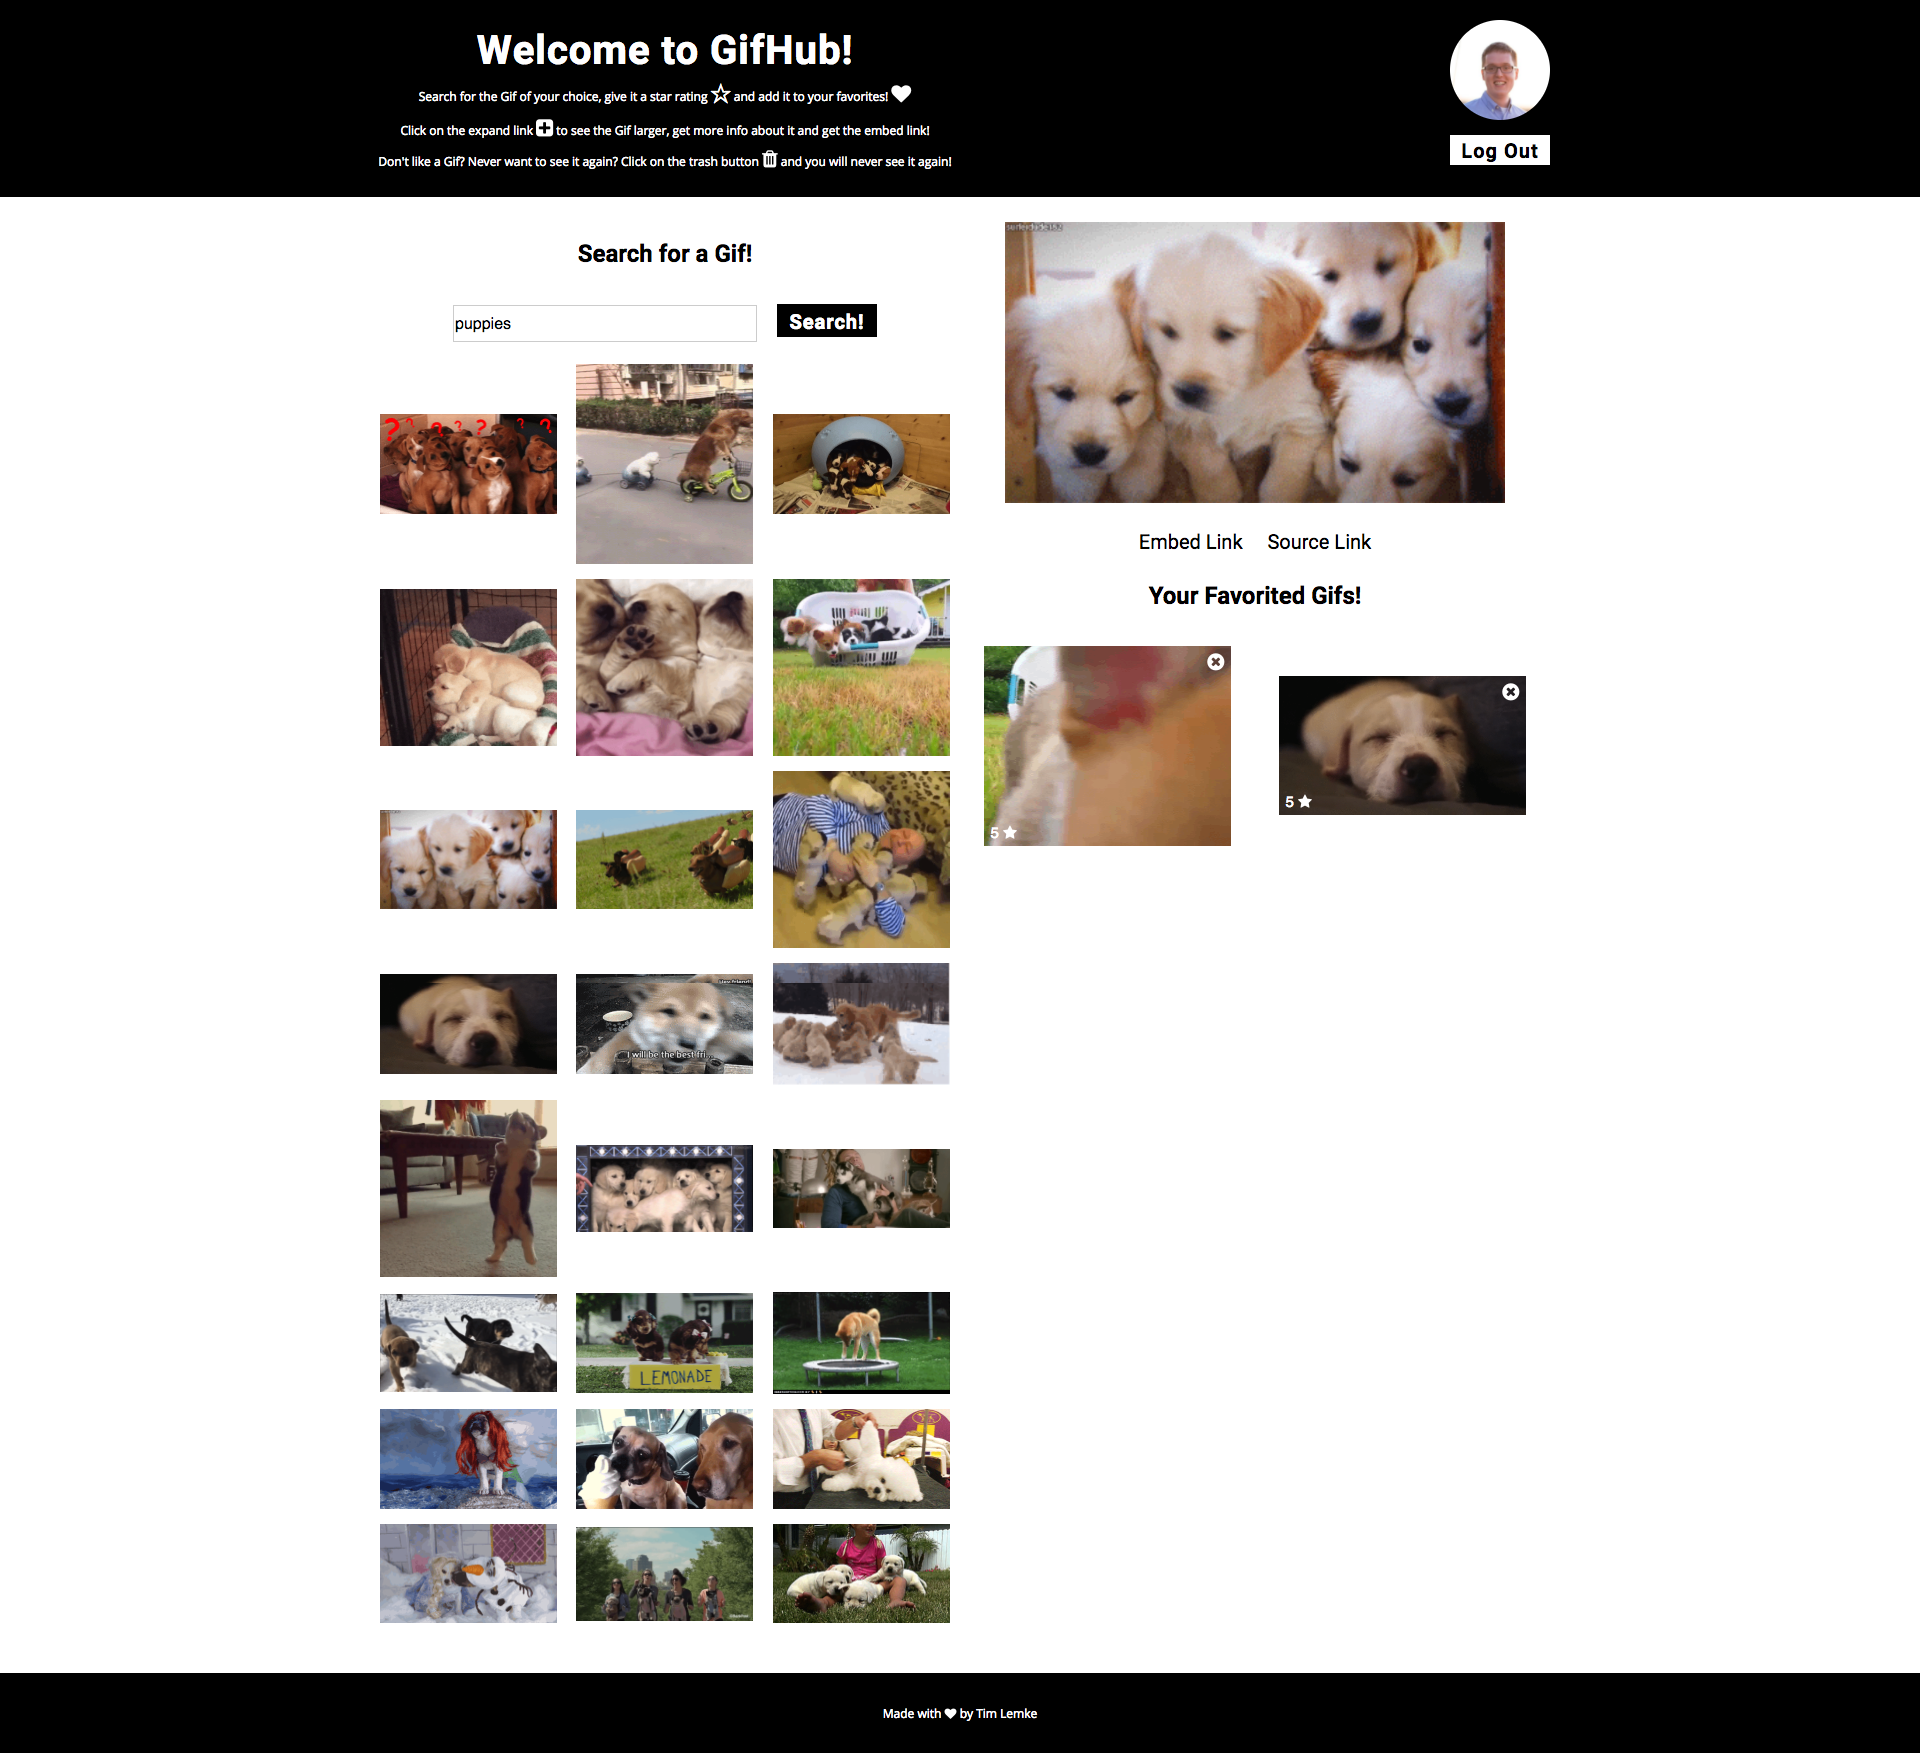 Welcome to GifHub!
Search for the Gif of your choice, give it a star rating and add it to your favorites!
Click on the expand link to see the Gif larger, get more info about it and get the embed link!
Don't like a Gif? Never want to see it again? Click on the trash button and you will never see it again!
Log Out
Search for a Gif!
puppies
Search!
? ? ? ? ? ? ?
I will be the best fri...
LEMONADE
Embed Link Source Link
Your Favorited Gifs!
5
5
Made with by Tim Lemke